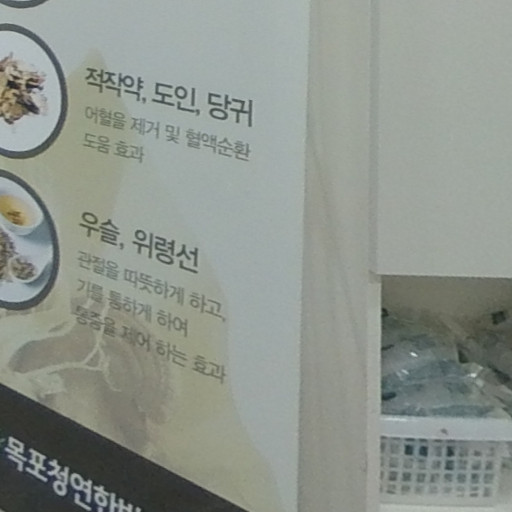 적작약, 도인, 당귀
어혈을 제거 및 혈액순환
도움 효과
우슬, 위령선
관절을 따뜻하게 하고,
기를 통하게 하여
통증을 제어 하는 효과
목포청연한방